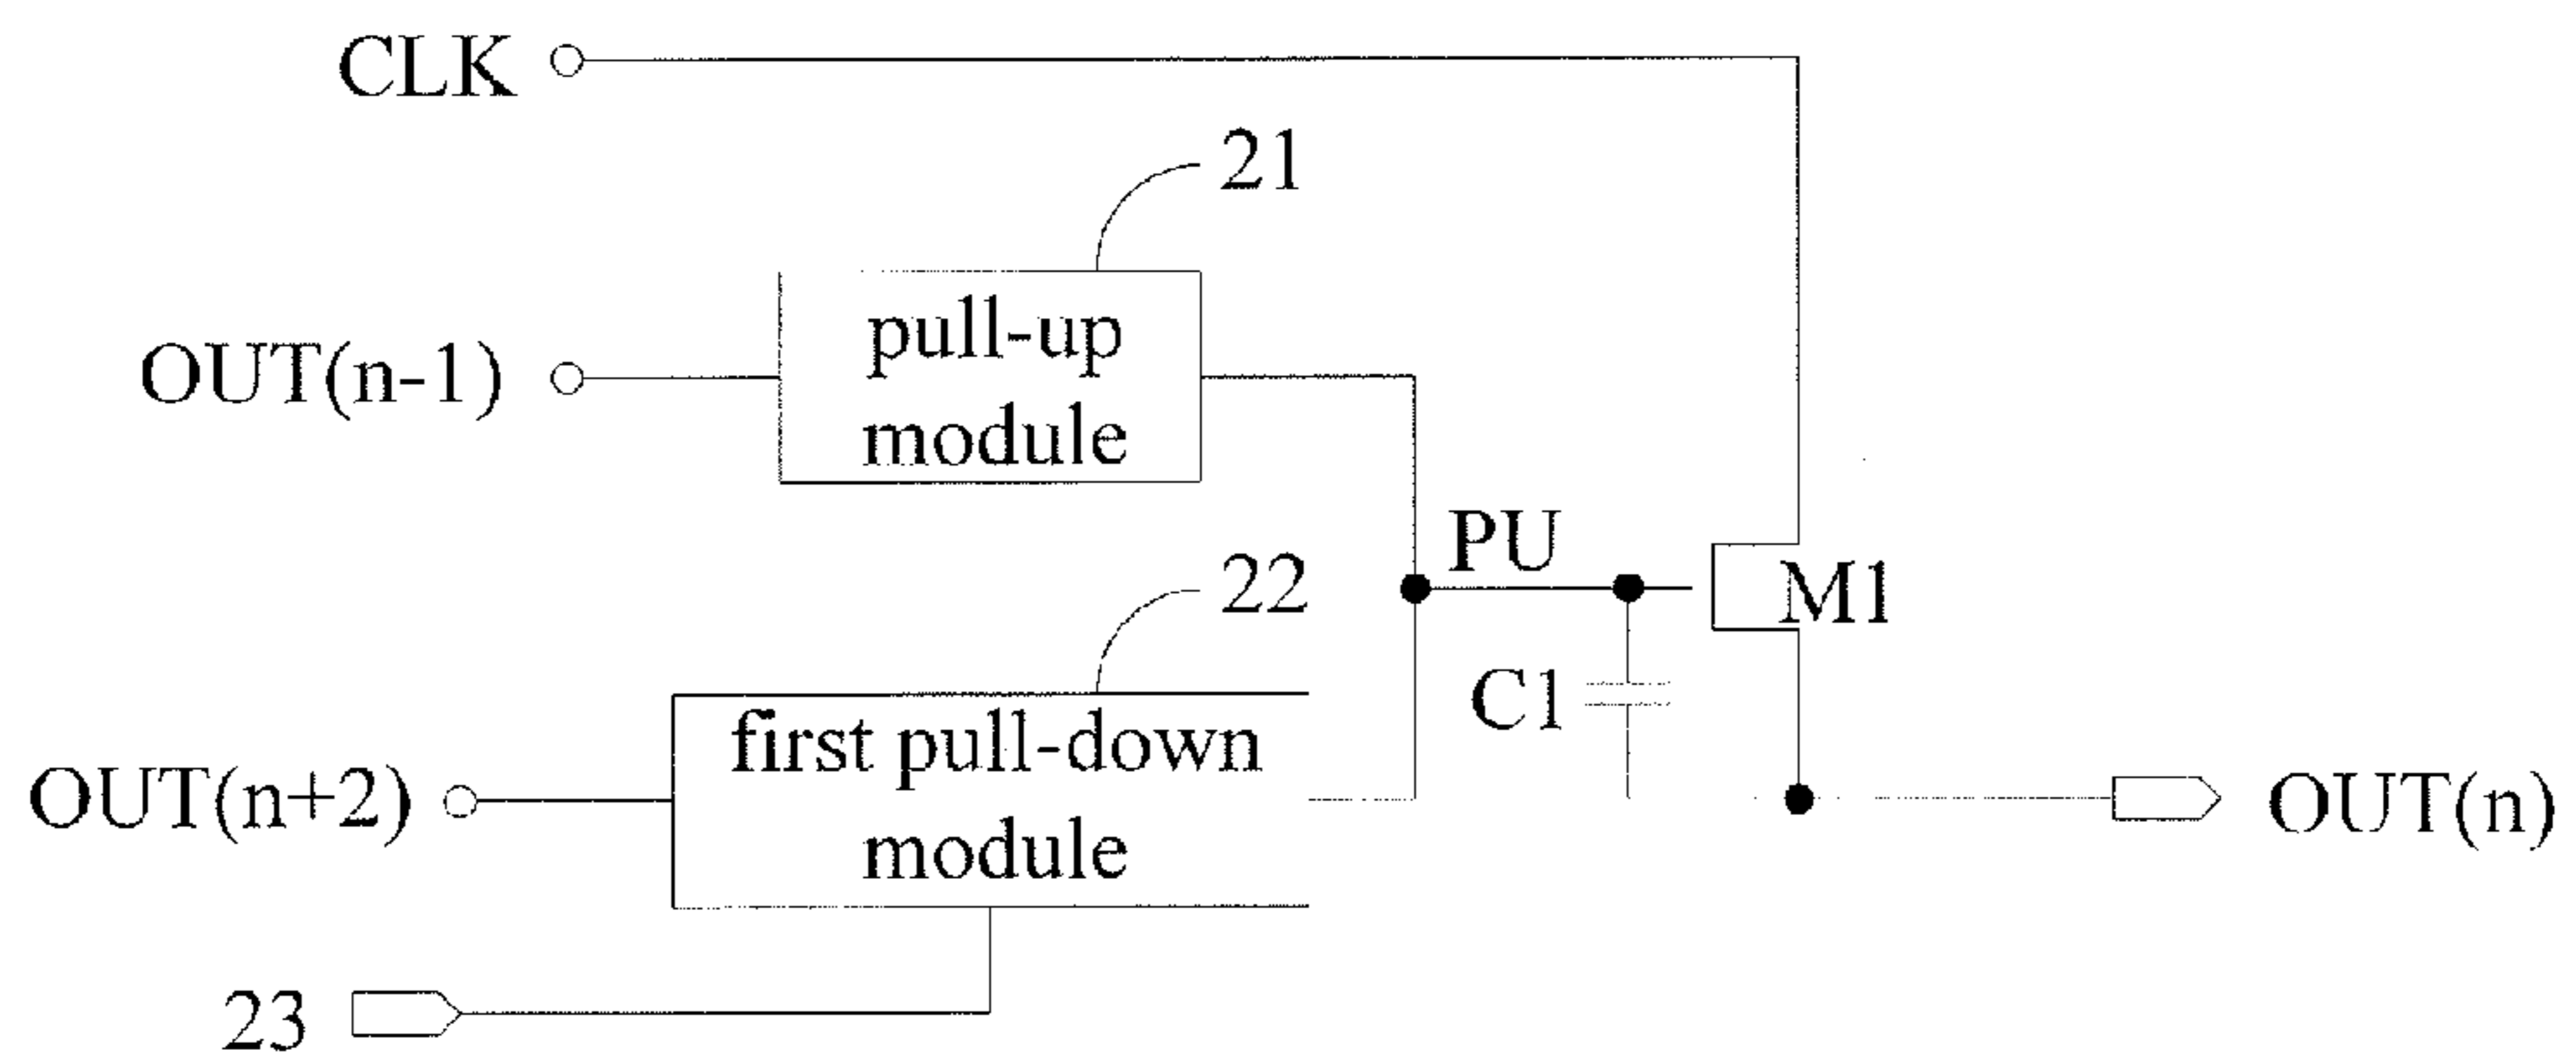 CLK
21
pull-up
module
OUT(n-1)
PU
M1
22
C1
first pull-down
module
OUT(n+2)
OUT(n)
23